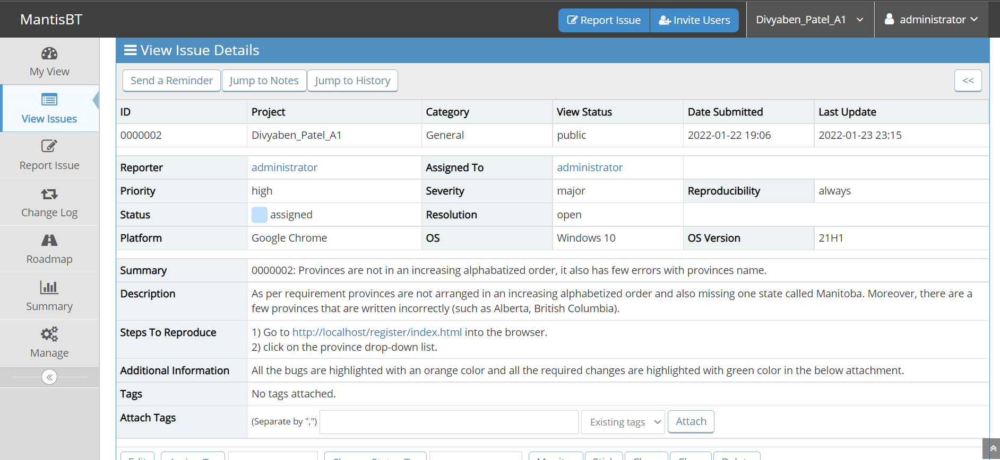 MantisBT
Report Issue
Invite Users
Divyaben_Patel_A1
administrator
My View
View Issues
Report Issue
Change Log
Roadmap
Summary
Manage
View Issue Details
Send a Reminder
Jump to Notes
Jump to History
<<
ID Project Category View Status Date Submitted Last Update
0000002 Divyaben_Patel_A1 General public 2022-01-22 19:06 2022-01-23 23:15
Reporter administrator Assigned To administrator
Priority high Severity major Reproducibility always
Status assigned Resolution open
Platform Google Chrome OS Windows 10 OS Version 21H1
Summary 0000002: Provinces are not in an increasing alphabatized order, it also has few errors with provinces name.
Description As per requirement provinces are not arranged in an increasing alphabetized order and also missing one state called Manitoba. Moreover, there are a
few provinces that are written incorrectly (such as Alberta, British Columbia).
Steps To Reproduce 1) Go to http://localhost/register/index.html into the browser.
2) click on the province drop-down list.
Additional Information All the bugs are highlighted with an orange color and all the required changes are highlighted with green color in the below attachment.
Tags No tags attached.
Attach Tags (Separate by ",") Existing tags Attach